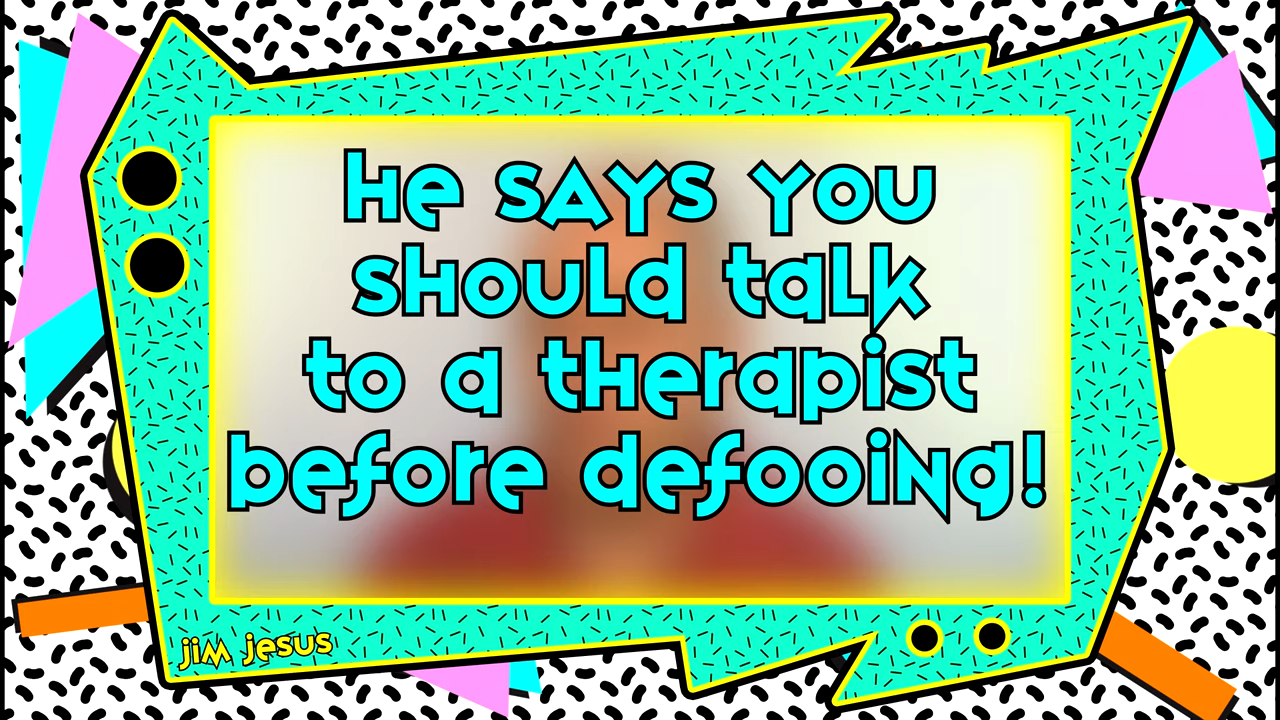 He says you
should talk
to a therapist
before defooing!
jim jesus